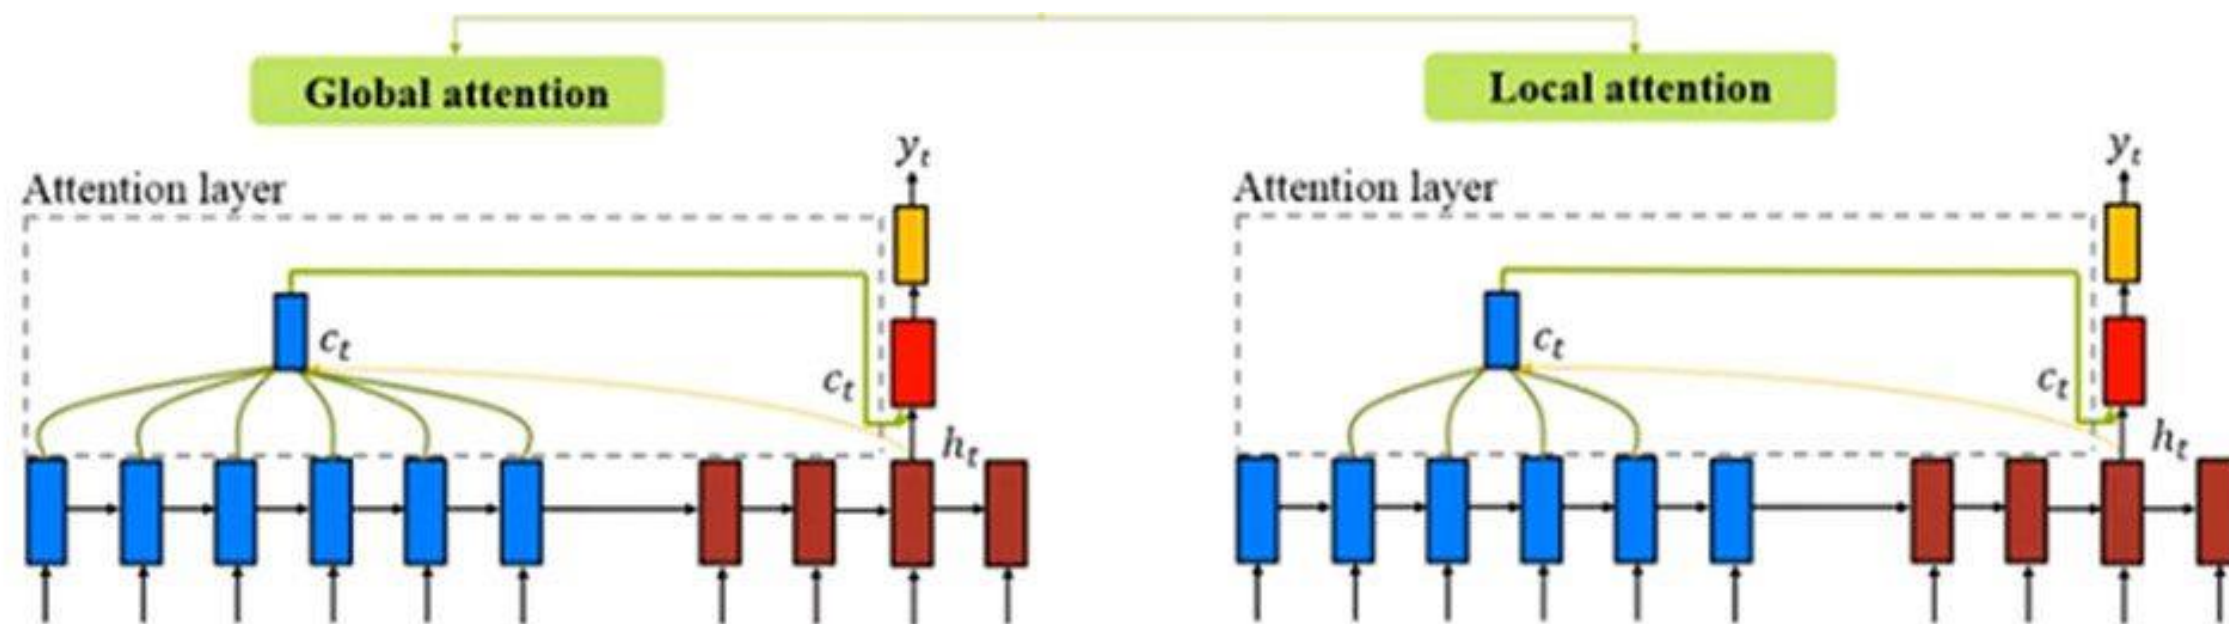 Global attention
Local attention
Attention layer
y_t
c_t
c_t
h_t
Attention layer
y_t
c_t
c_t
h_t